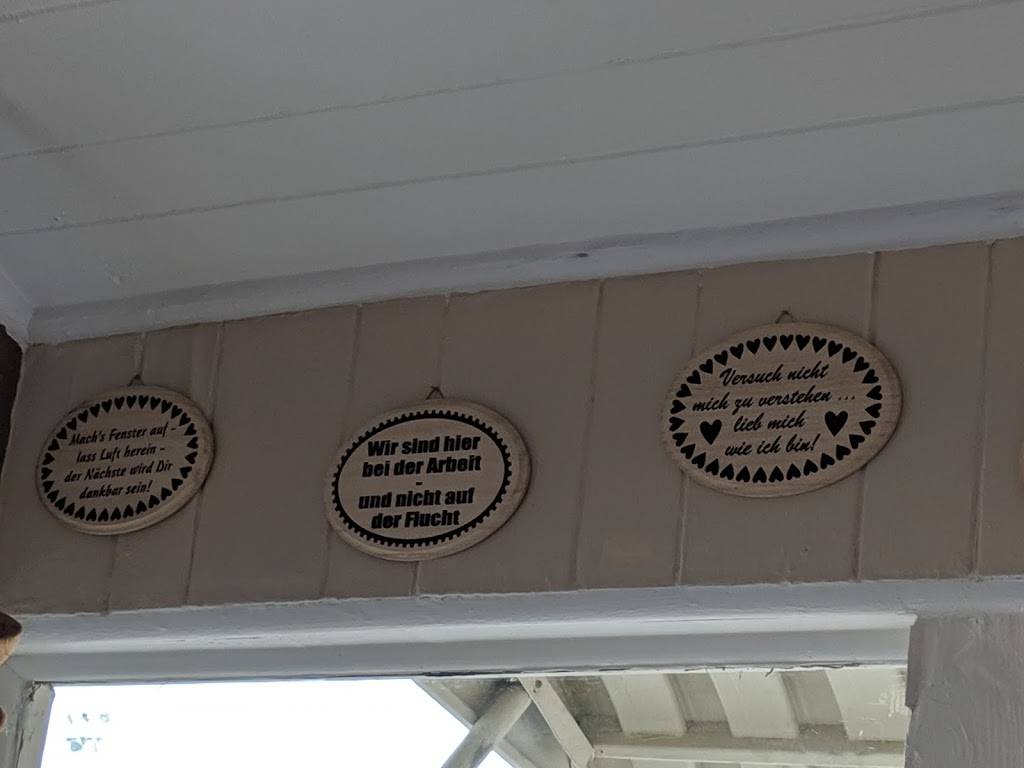 Mach's Fenster auf -
lass Luft herein -
der Nächste wird Dir
dankbar sein!
Wir sind hier
bei der Arbeit
-
und nicht auf
der Flucht
Versuch nicht
mich zu verstehen ...
lieb mich
wie ich bin!